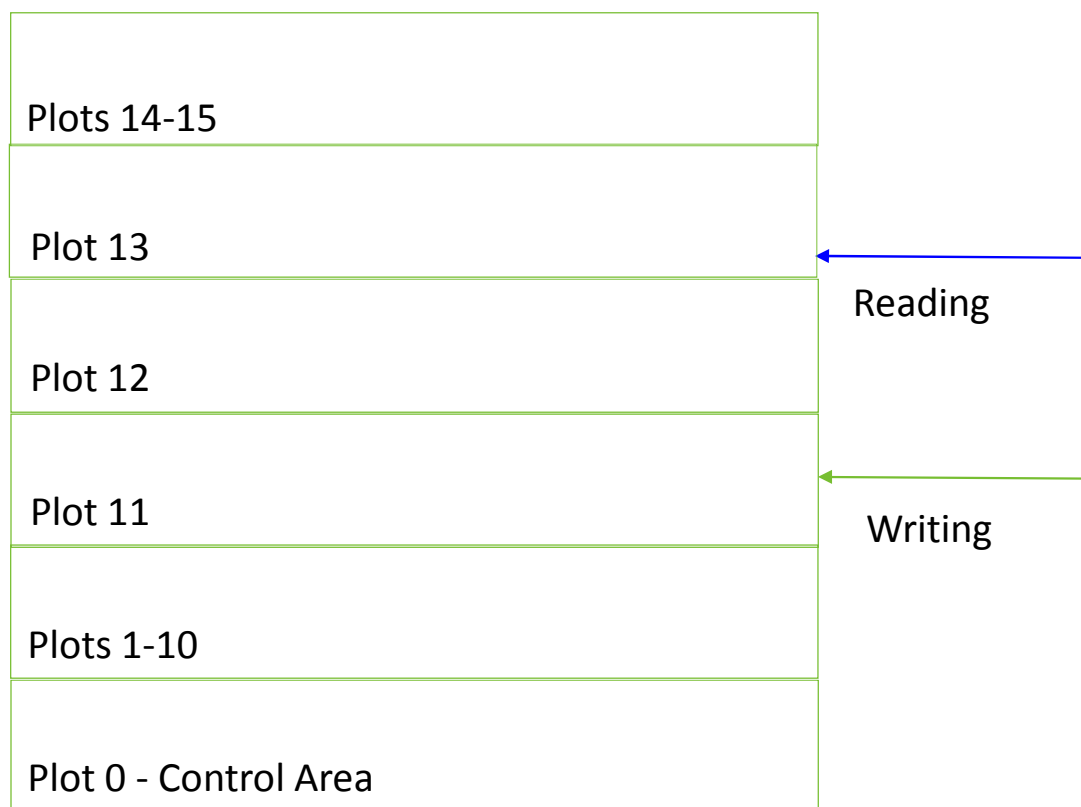 Plots 14-15
Plot 13
Reading
Plot 12
Plot 11
Writing
Plots 1-10
Plot 0 - Control Area